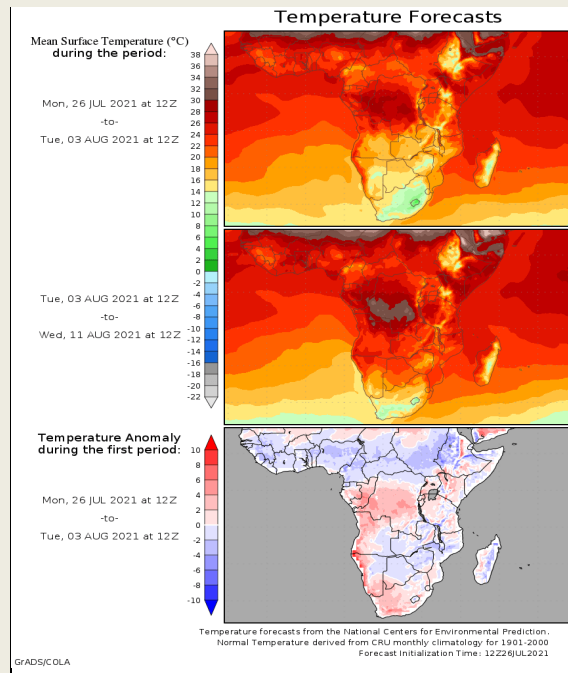 Temperature Forecasts
Mean Surface Temperature (°C)
during the period:
Mon, 26 JUL 2021 at 12Z
-to-
Tue, 03 AUG 2021 at 12Z
38
36
34
32
30
28
26
24
22
20
18
16
14
12
10
8
6
4
2
-2
-4
-6
-8
-10
-12
-14
-16
-18
-20
-22
Tue, 03 AUG 2021 at 12Z
-to-
Wed, 11 AUG 2021 at 12Z
Temperature Anomaly
during the first period:
Mon, 26 JUL 2021 at 12Z
-to-
Tue, 03 AUG 2021 at 12Z
10
8
6
4
2
0
-2
-4
-6
-8
-10
Temperature forecasts from the National Centers for Environmental Prediction.
Normal Temperature derived from CRU monthly climatology for 1901-2000
Forecast Initialization Time: 12Z26JUL2021
GrADS/COLA